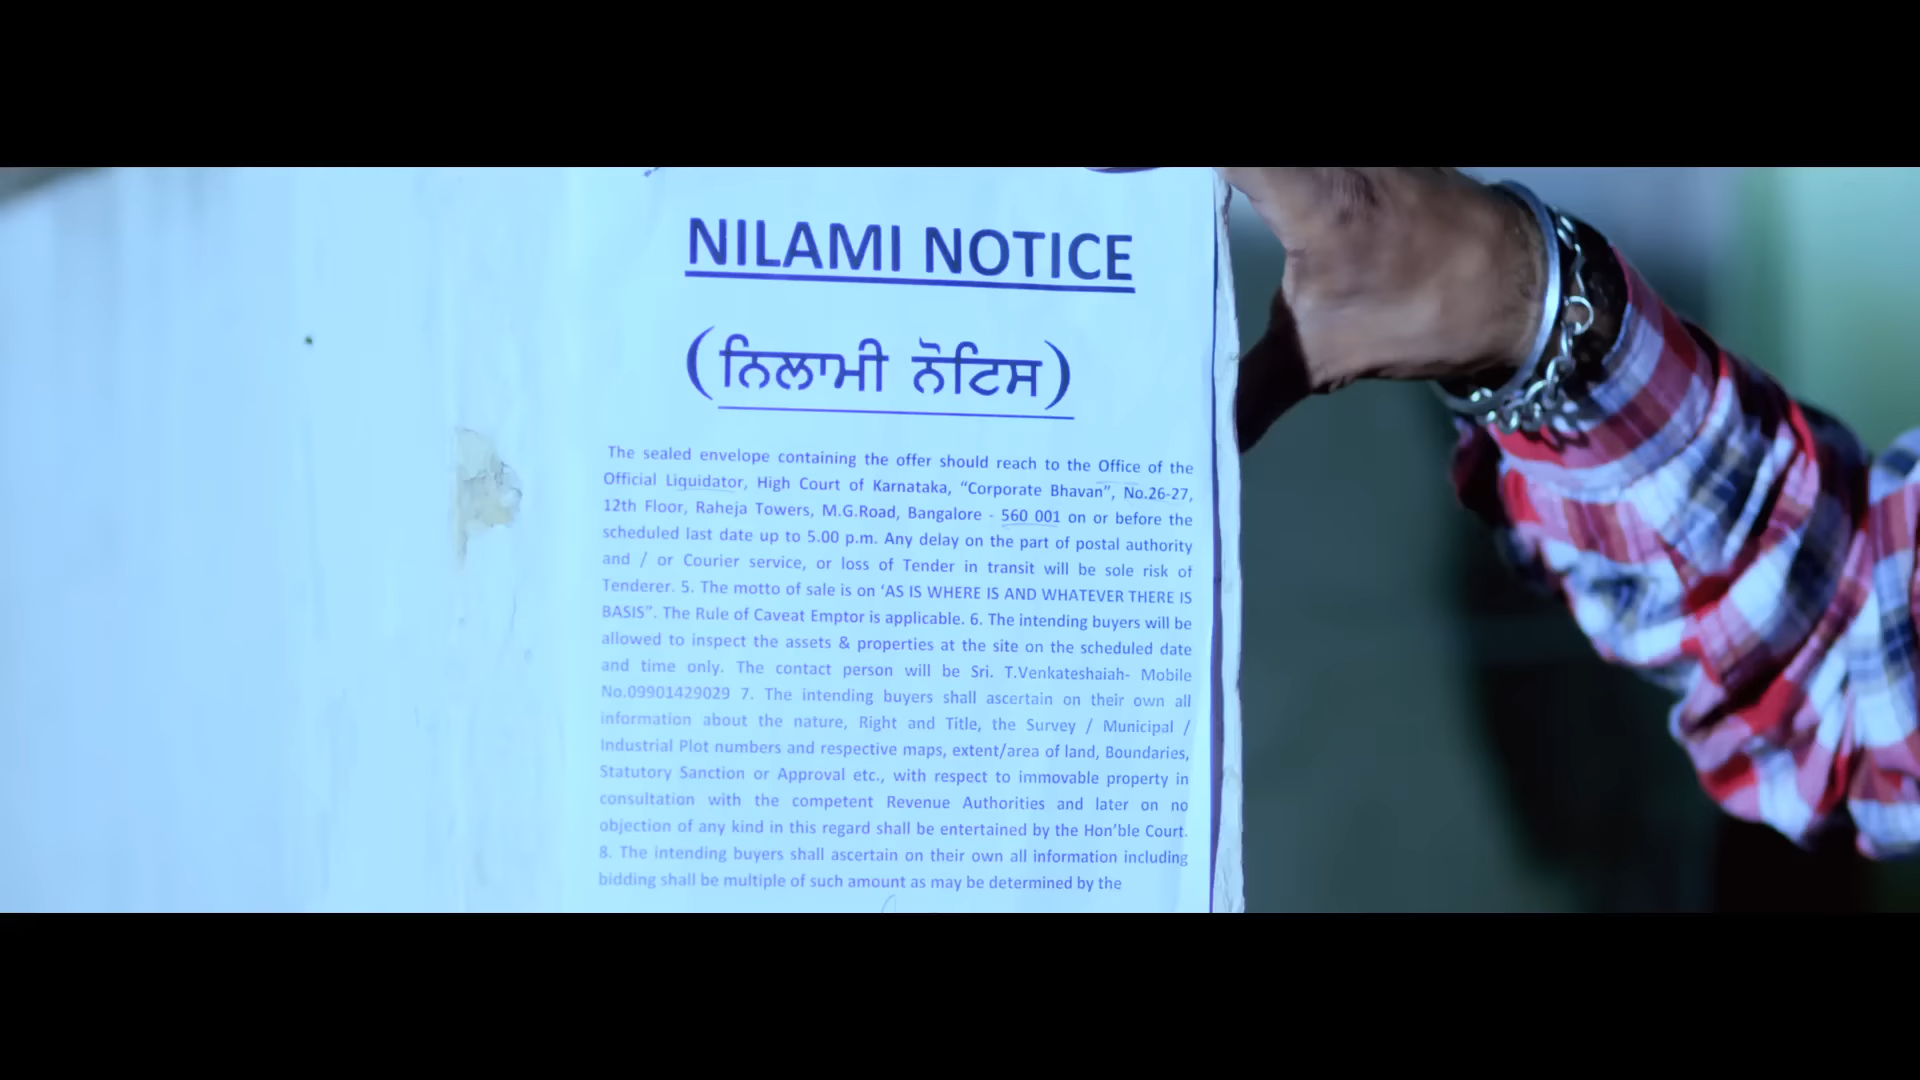 NILAMI NOTICE
(ਨਿਲਾਮੀ ਨੋਟਿਸ)
The sealed envelope containing the offer should reach to the Office of the
Official Liquidator, High Court of Karnataka, “Corporate Bhavan”, No.26-27,
12th Floor, Raheja Towers, M.G.Road, Bangalore - 560 001 on or before the
scheduled last date up to 5.00 p.m. Any delay on the part of postal authority
and / or Courier service, or loss of Tender in transit will be sole risk of
Tenderer. 5. The motto of sale is on ‘AS IS WHERE IS AND WHATEVER THERE IS
BASIS”. The Rule of Caveat Emptor is applicable. 6. The intending buyers will be
allowed to inspect the assets & properties at the site on the scheduled date
and time only. The contact person will be Sri. T.Venkateshaiah- Mobile
No.09901429029 7. The intending buyers shall ascertain on their own all
information about the nature, Right and Title, the Survey / Municipal /
Industrial Plot numbers and respective maps, extent/area of land, Boundaries,
Statutory Sanction or Approval etc., with respect to immovable property in
consultation with the competent Revenue Authorities and later on no
objection of any kind in this regard shall be entertained by the Hon’ble Court.
8. The intending buyers shall ascertain on their own all information including
bidding shall be multiple of such amount as may be determined by the